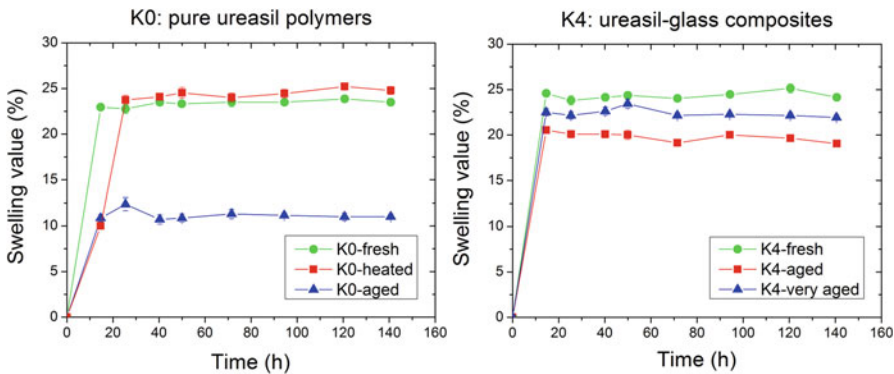 K0: pure ureasil polymers
Swelling value (%)
30
25
20
15
10
5
0
K0-fresh
K0-heated
K0-aged
0 20 40 60 80 100 120 140 160
Time (h)
K4: ureasil-glass composites
Swelling value (%)
30
25
20
15
10
5
0
K4-fresh
K4-aged
K4-very aged
0 20 40 60 80 100 120 140 160
Time (h)